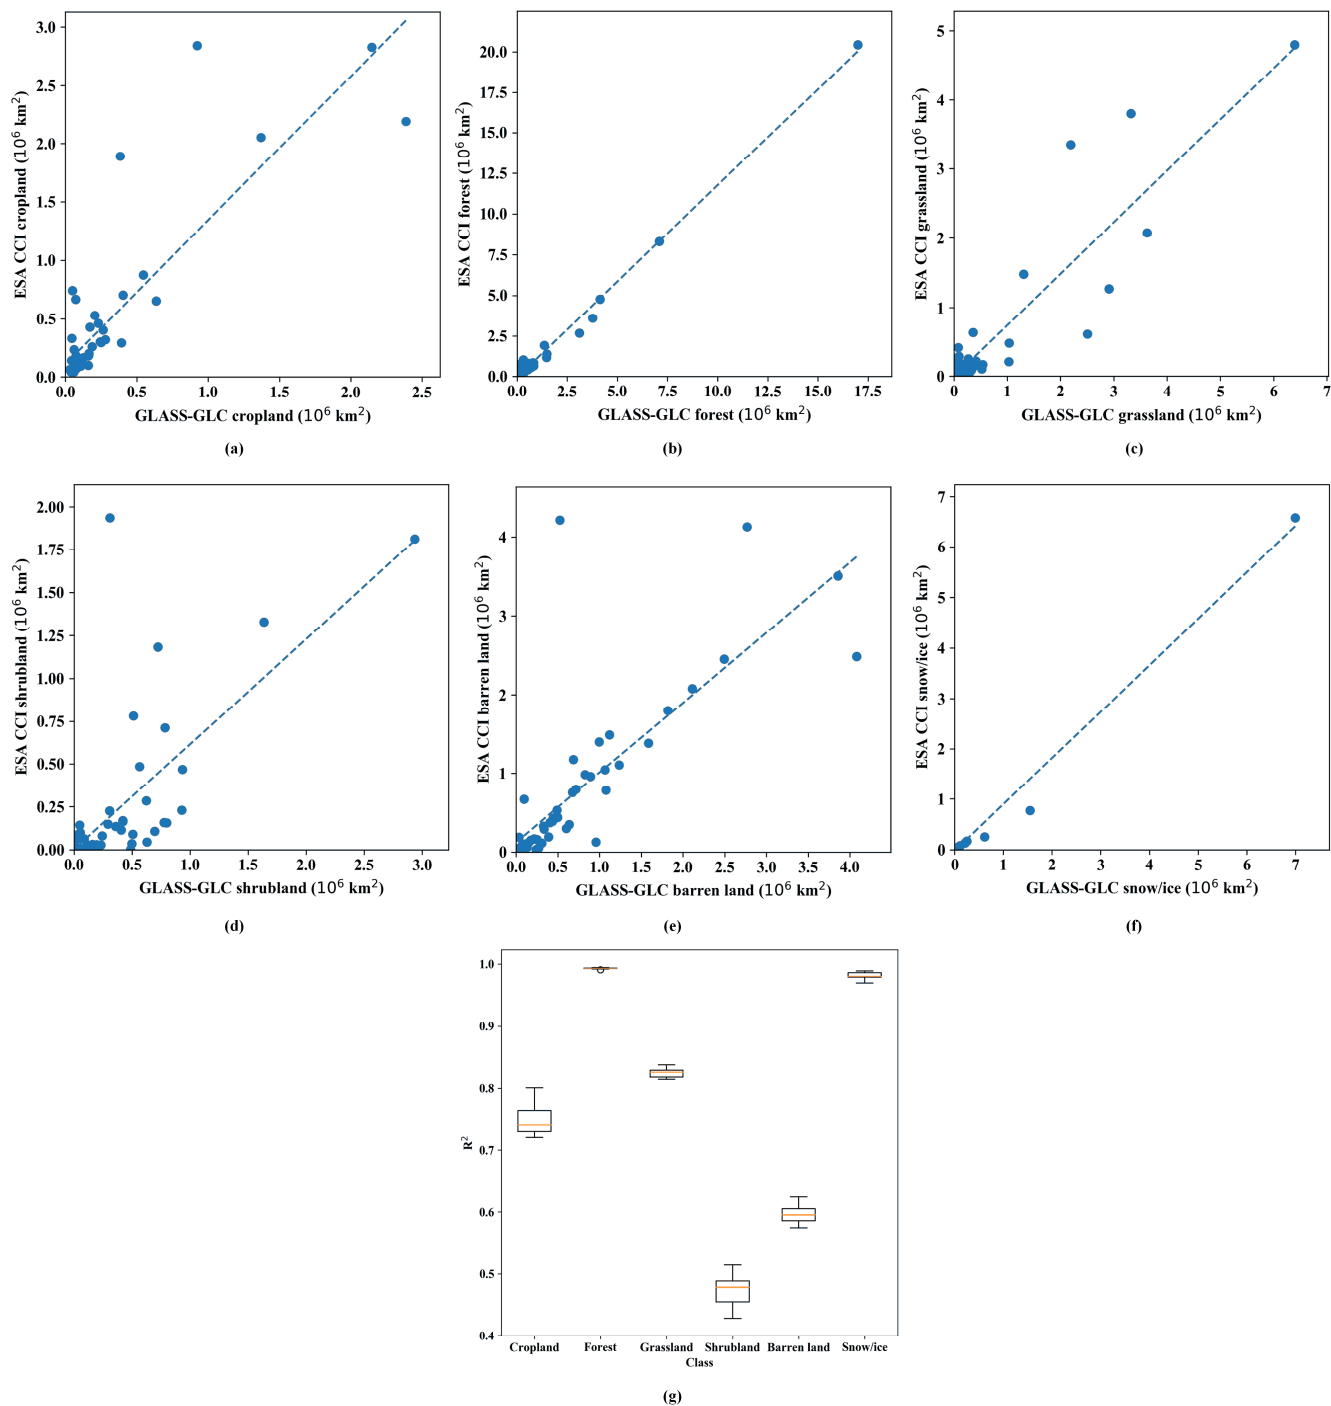 3.0
2.5
2.0
1.5
1.0
0.5
0.0
ESA CCI cropland (10⁶ km²)
0.0 0.5 1.0 1.5 2.0 2.5
GLASS-GLC cropland (10⁶ km²)
(a)
20.0
17.5
15.0
12.5
10.0
7.5
5.0
2.5
0.0
ESA CCI forest (10⁶ km²)
0.0 2.5 5.0 7.5 10.0 12.5 15.0 17.5
GLASS-GLC forest (10⁶ km²)
(b)
5
4
3
2
1
0
ESA CCI grassland (10⁶ km²)
0 1 2 3 4 5 6 7
GLASS-GLC grassland (10⁶ km²)
(c)
2.00
1.75
1.50
1.25
1.00
0.75
0.50
0.25
0.00
ESA CCI shrubland (10⁶ km²)
0.0 0.5 1.0 1.5 2.0 2.5 3.0
GLASS-GLC shrubland (10⁶ km²)
(d)
4
3
2
1
0
ESA CCI barren land (10⁶ km²)
0.0 0.5 1.0 1.5 2.0 2.5 3.0 3.5 4.0
GLASS-GLC barren land (10⁶ km²)
(e)
7
6
5
4
3
2
1
0
ESA CCI snow/ice (10⁶ km²)
0 1 2 3 4 5 6 7
GLASS-GLC snow/ice (10⁶ km²)
(f)
1.0
0.9
0.8
0.7
0.6
0.5
0.4
R²
Cropland Forest Grassland Shrubland Barren land Snow/ice
Class
(g)